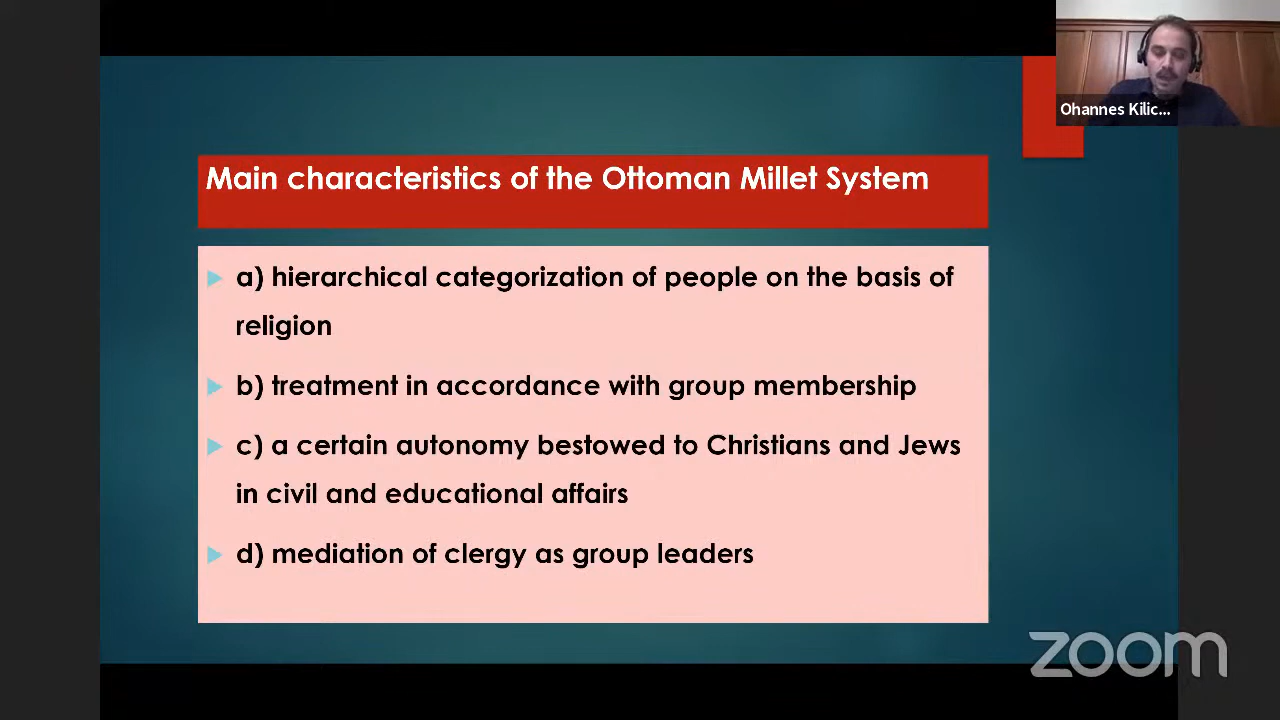 Ohannes Kilic...
Main characteristics of the Ottoman Millet System
a) hierarchical categorization of people on the basis of
religion
b) treatment in accordance with group membership
c) a certain autonomy bestowed to Christians and Jews
in civil and educational affairs
d) mediation of clergy as group leaders
zoom